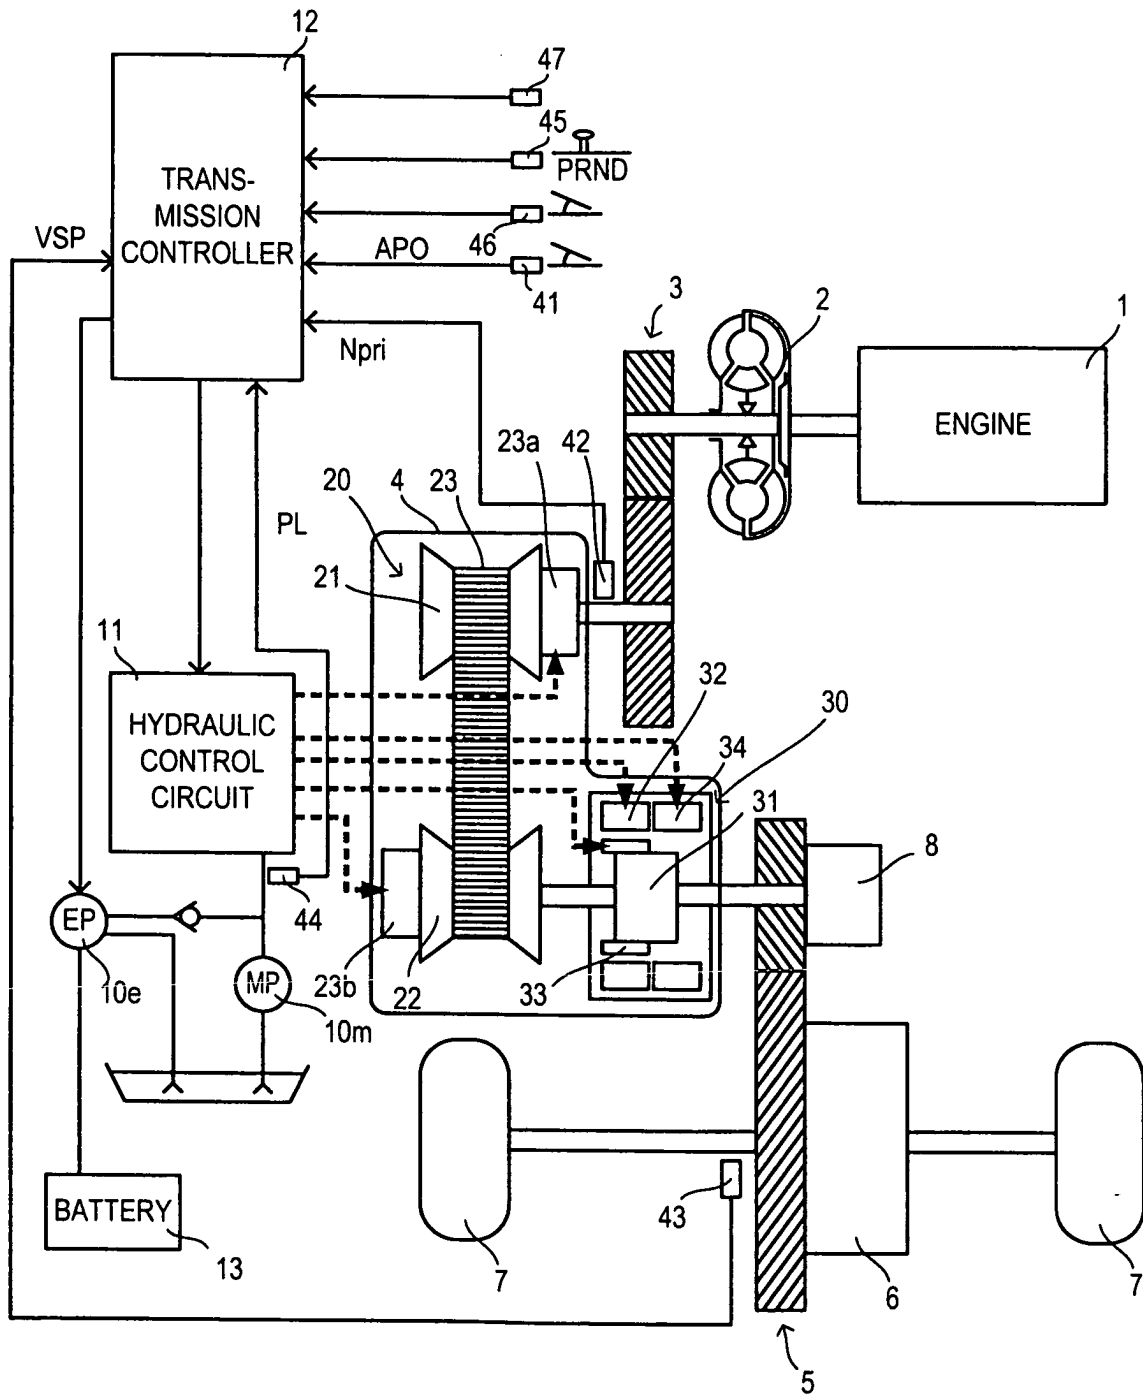 12
47
45
PRND
TRANS-
MISSION
CONTROLLER
46
VSP
APO
41
3
2
1
Npri
ENGINE
23a
42
4
23
20
PL
21
11
32
30
34
HYDRAULIC
CONTROL
CIRCUIT
31
8
44
EP
10e
MP
10m
23b
22
33
BATTERY
13
43
7
6
7
5